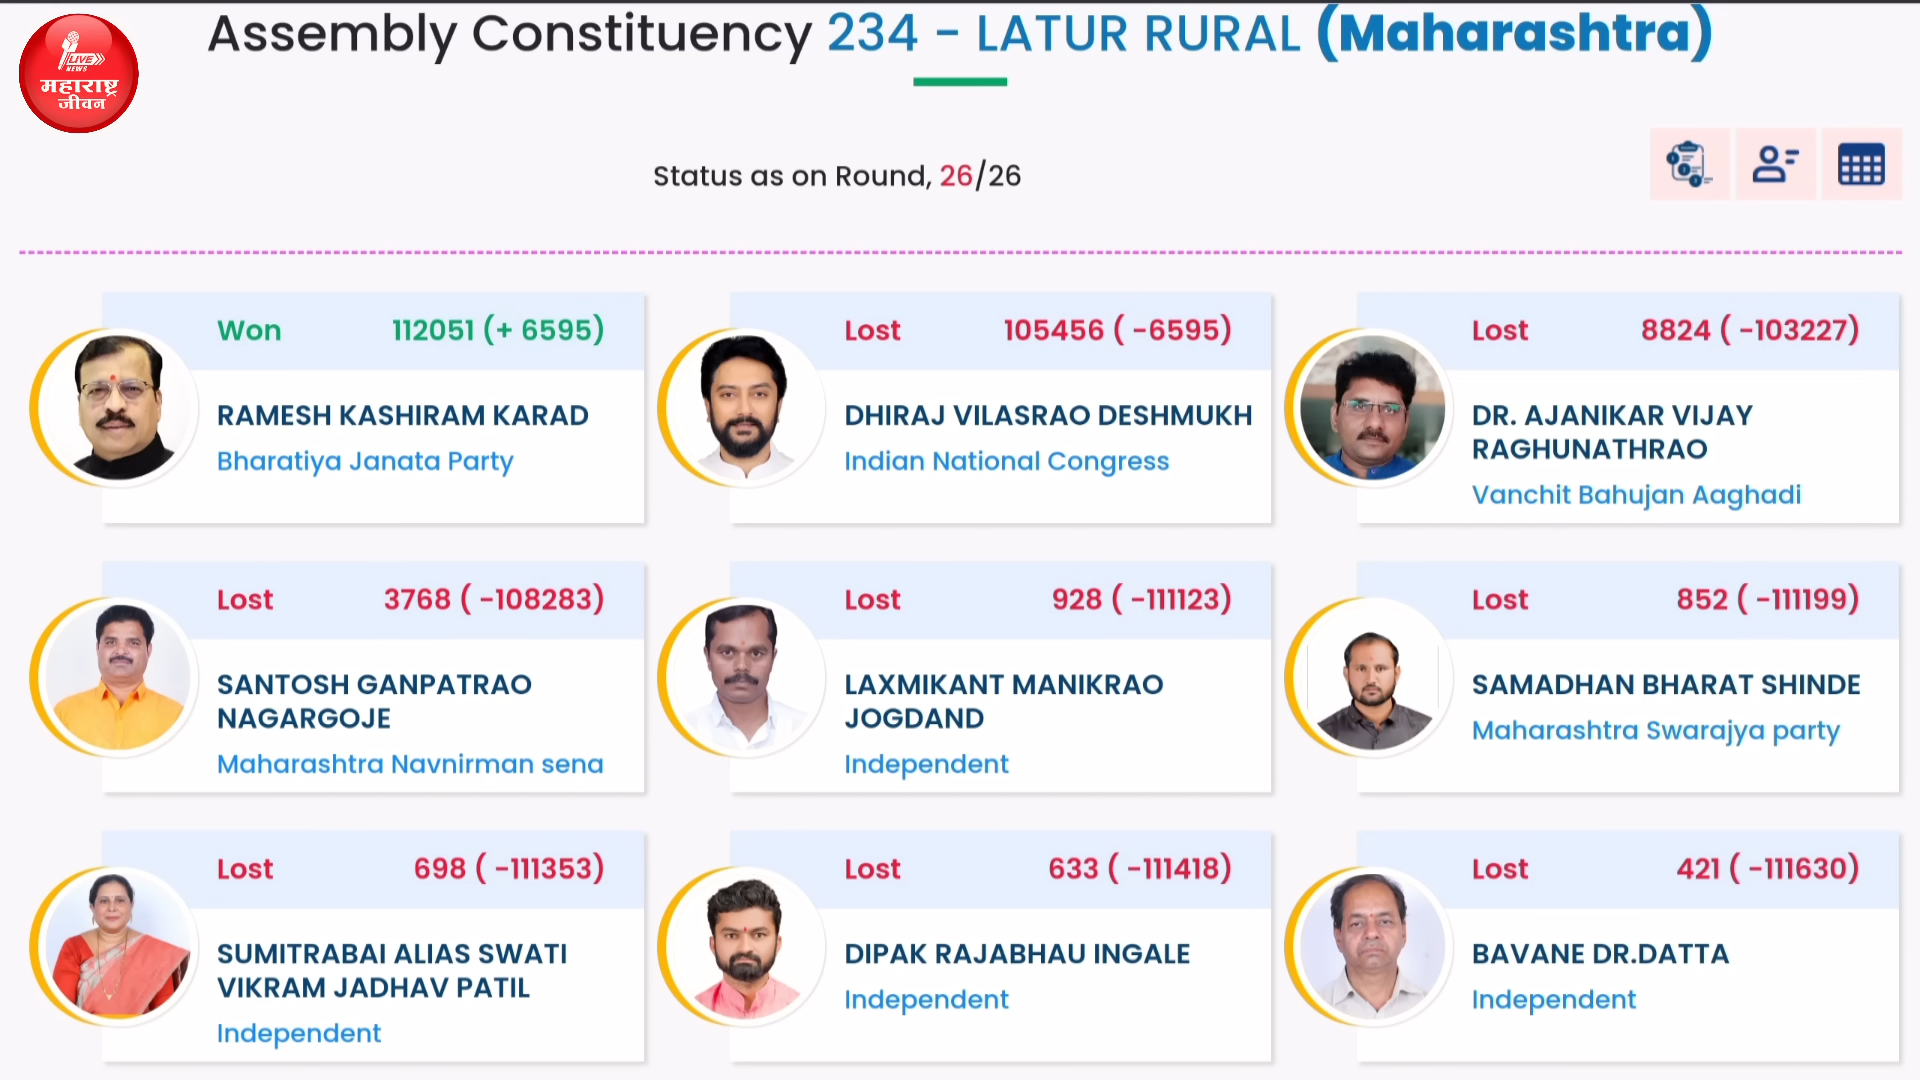 LIVE
NEWS
महाराष्ट्र
जीवन
Assembly Constituency 234 - LATUR RURAL (Maharashtra)
Status as on Round, 26/26
Won 112051 (+ 6595)
RAMESH KASHIRAM KARAD
Bharatiya Janata Party
Lost 105456 ( -6595)
DHIRAJ VILASRAO DESHMUKH
Indian National Congress
Lost 8824 ( -103227)
DR. AJANIKAR VIJAY
RAGHUNATHRAO
Vanchit Bahujan Aaghadi
Lost 3768 ( -108283)
SANTOSH GANPATRAO
NAGARGOJE
Maharashtra Navnirman sena
Lost 928 ( -111123)
LAXMIKANT MANIKRAO
JOGDAND
Independent
Lost 852 ( -111199)
SAMADHAN BHARAT SHINDE
Maharashtra Swarajya party
Lost 698 ( -111353)
SUMITRABAI ALIAS SWATI
VIKRAM JADHAV PATIL
Independent
Lost 633 ( -111418)
DIPAK RAJABHAU INGALE
Independent
Lost 421 ( -111630)
BAVANE DR.DATTA
Independent